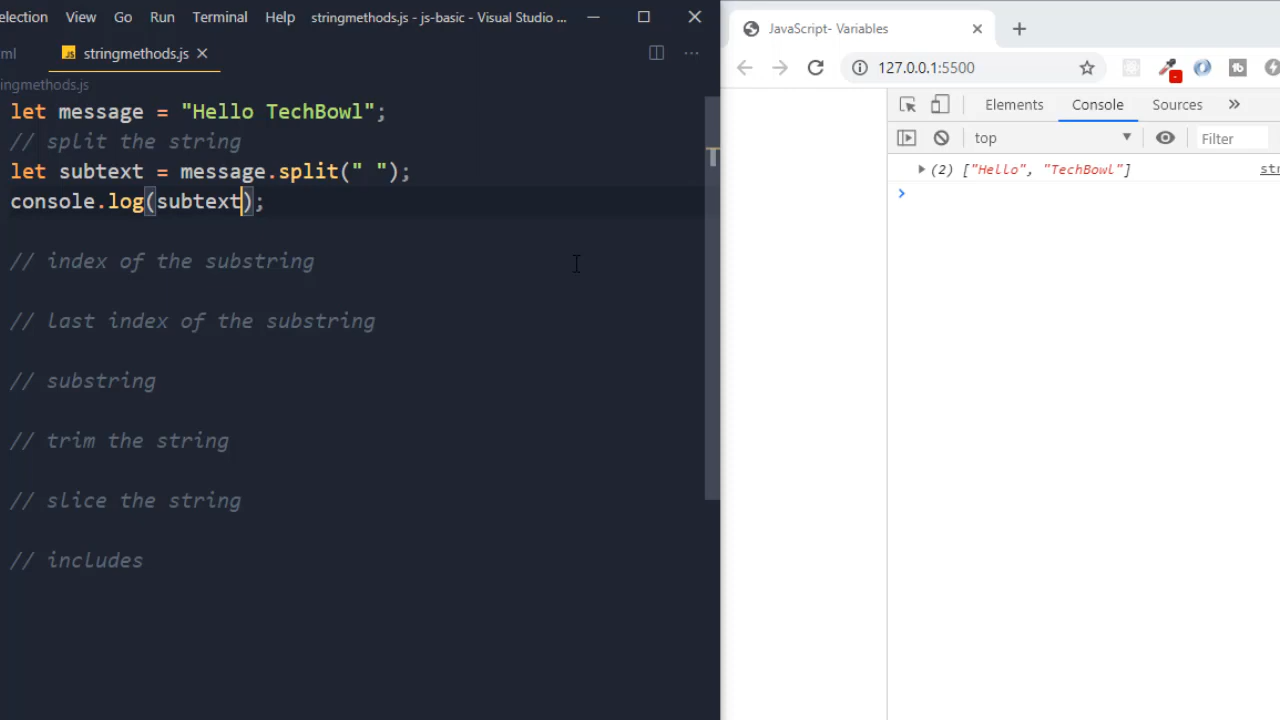 election View Go Run Terminal Help stringmethods.js - js-basic - Visual Studio ...
ml
JS stringmethods.js
ingmethods.js
let message = "Hello TechBowl";
// split the string
let subtext = message.split(" ");
console.log(subtext);
// index of the substring
// last index of the substring
// substring
// trim the string
// slice the string
// includes
JavaScript- Variables
127.0.0.1:5500
Elements Console Sources
top
Filter
(2) ["Hello", "TechBowl"]
str